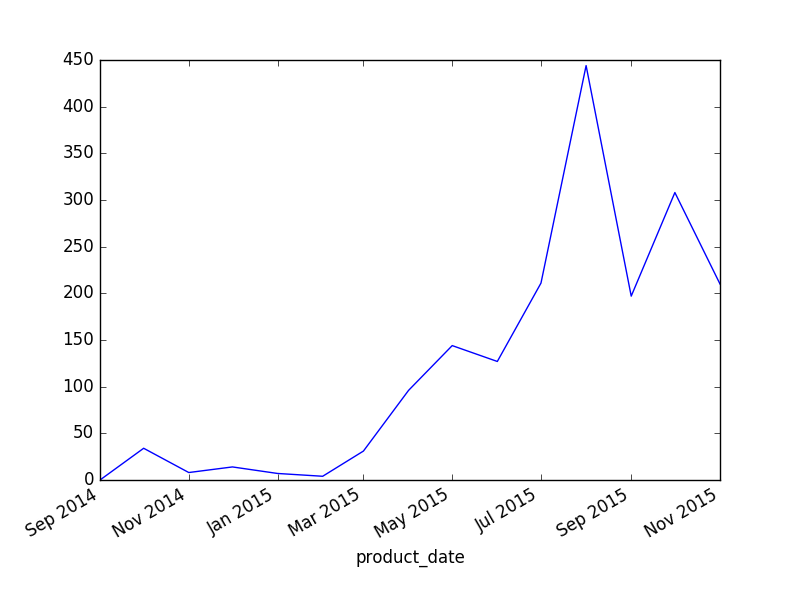 450
400
350
300
250
200
150
100
50
0
Sep 2014
Nov 2014
Jan 2015
Mar 2015
May 2015
Jul 2015
Sep 2015
Nov 2015
product_date